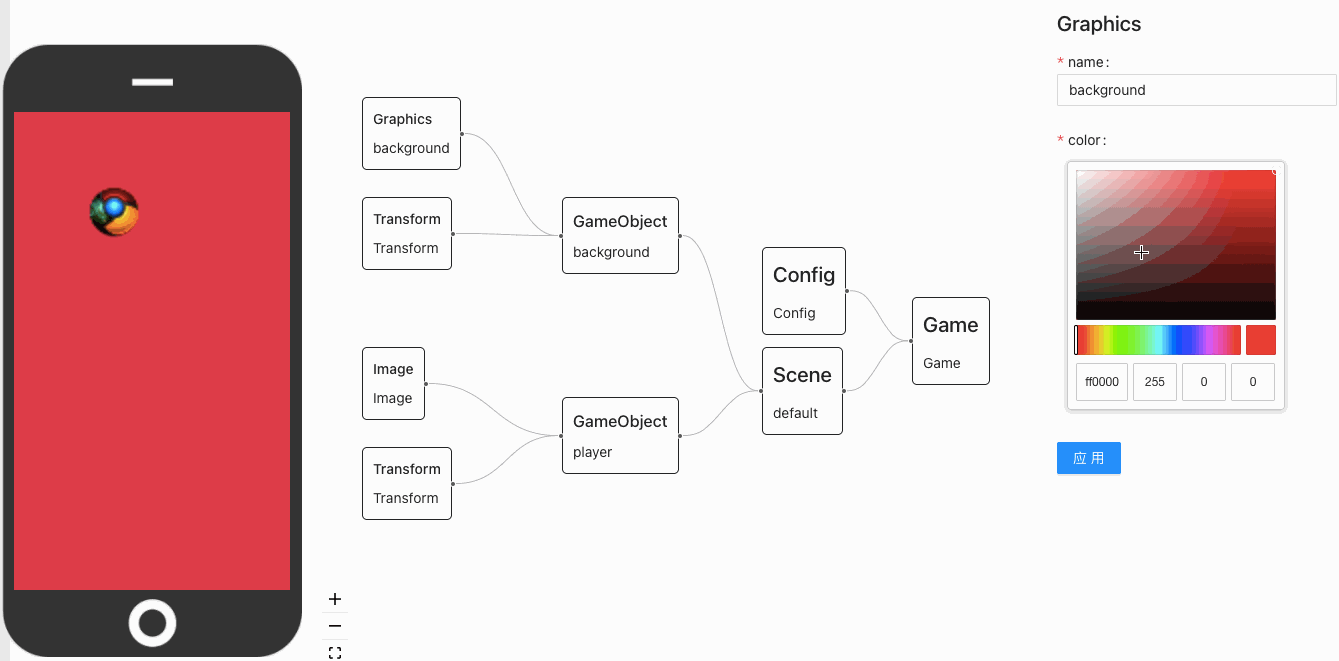 Graphics
background
Transform
Transform
GameObject
background
Image
Image
Transform
Transform
GameObject
player
Config
Config
Scene
default
Game
Game
Graphics
* name:
background
* color:
ff0000 255 0 0
应 用